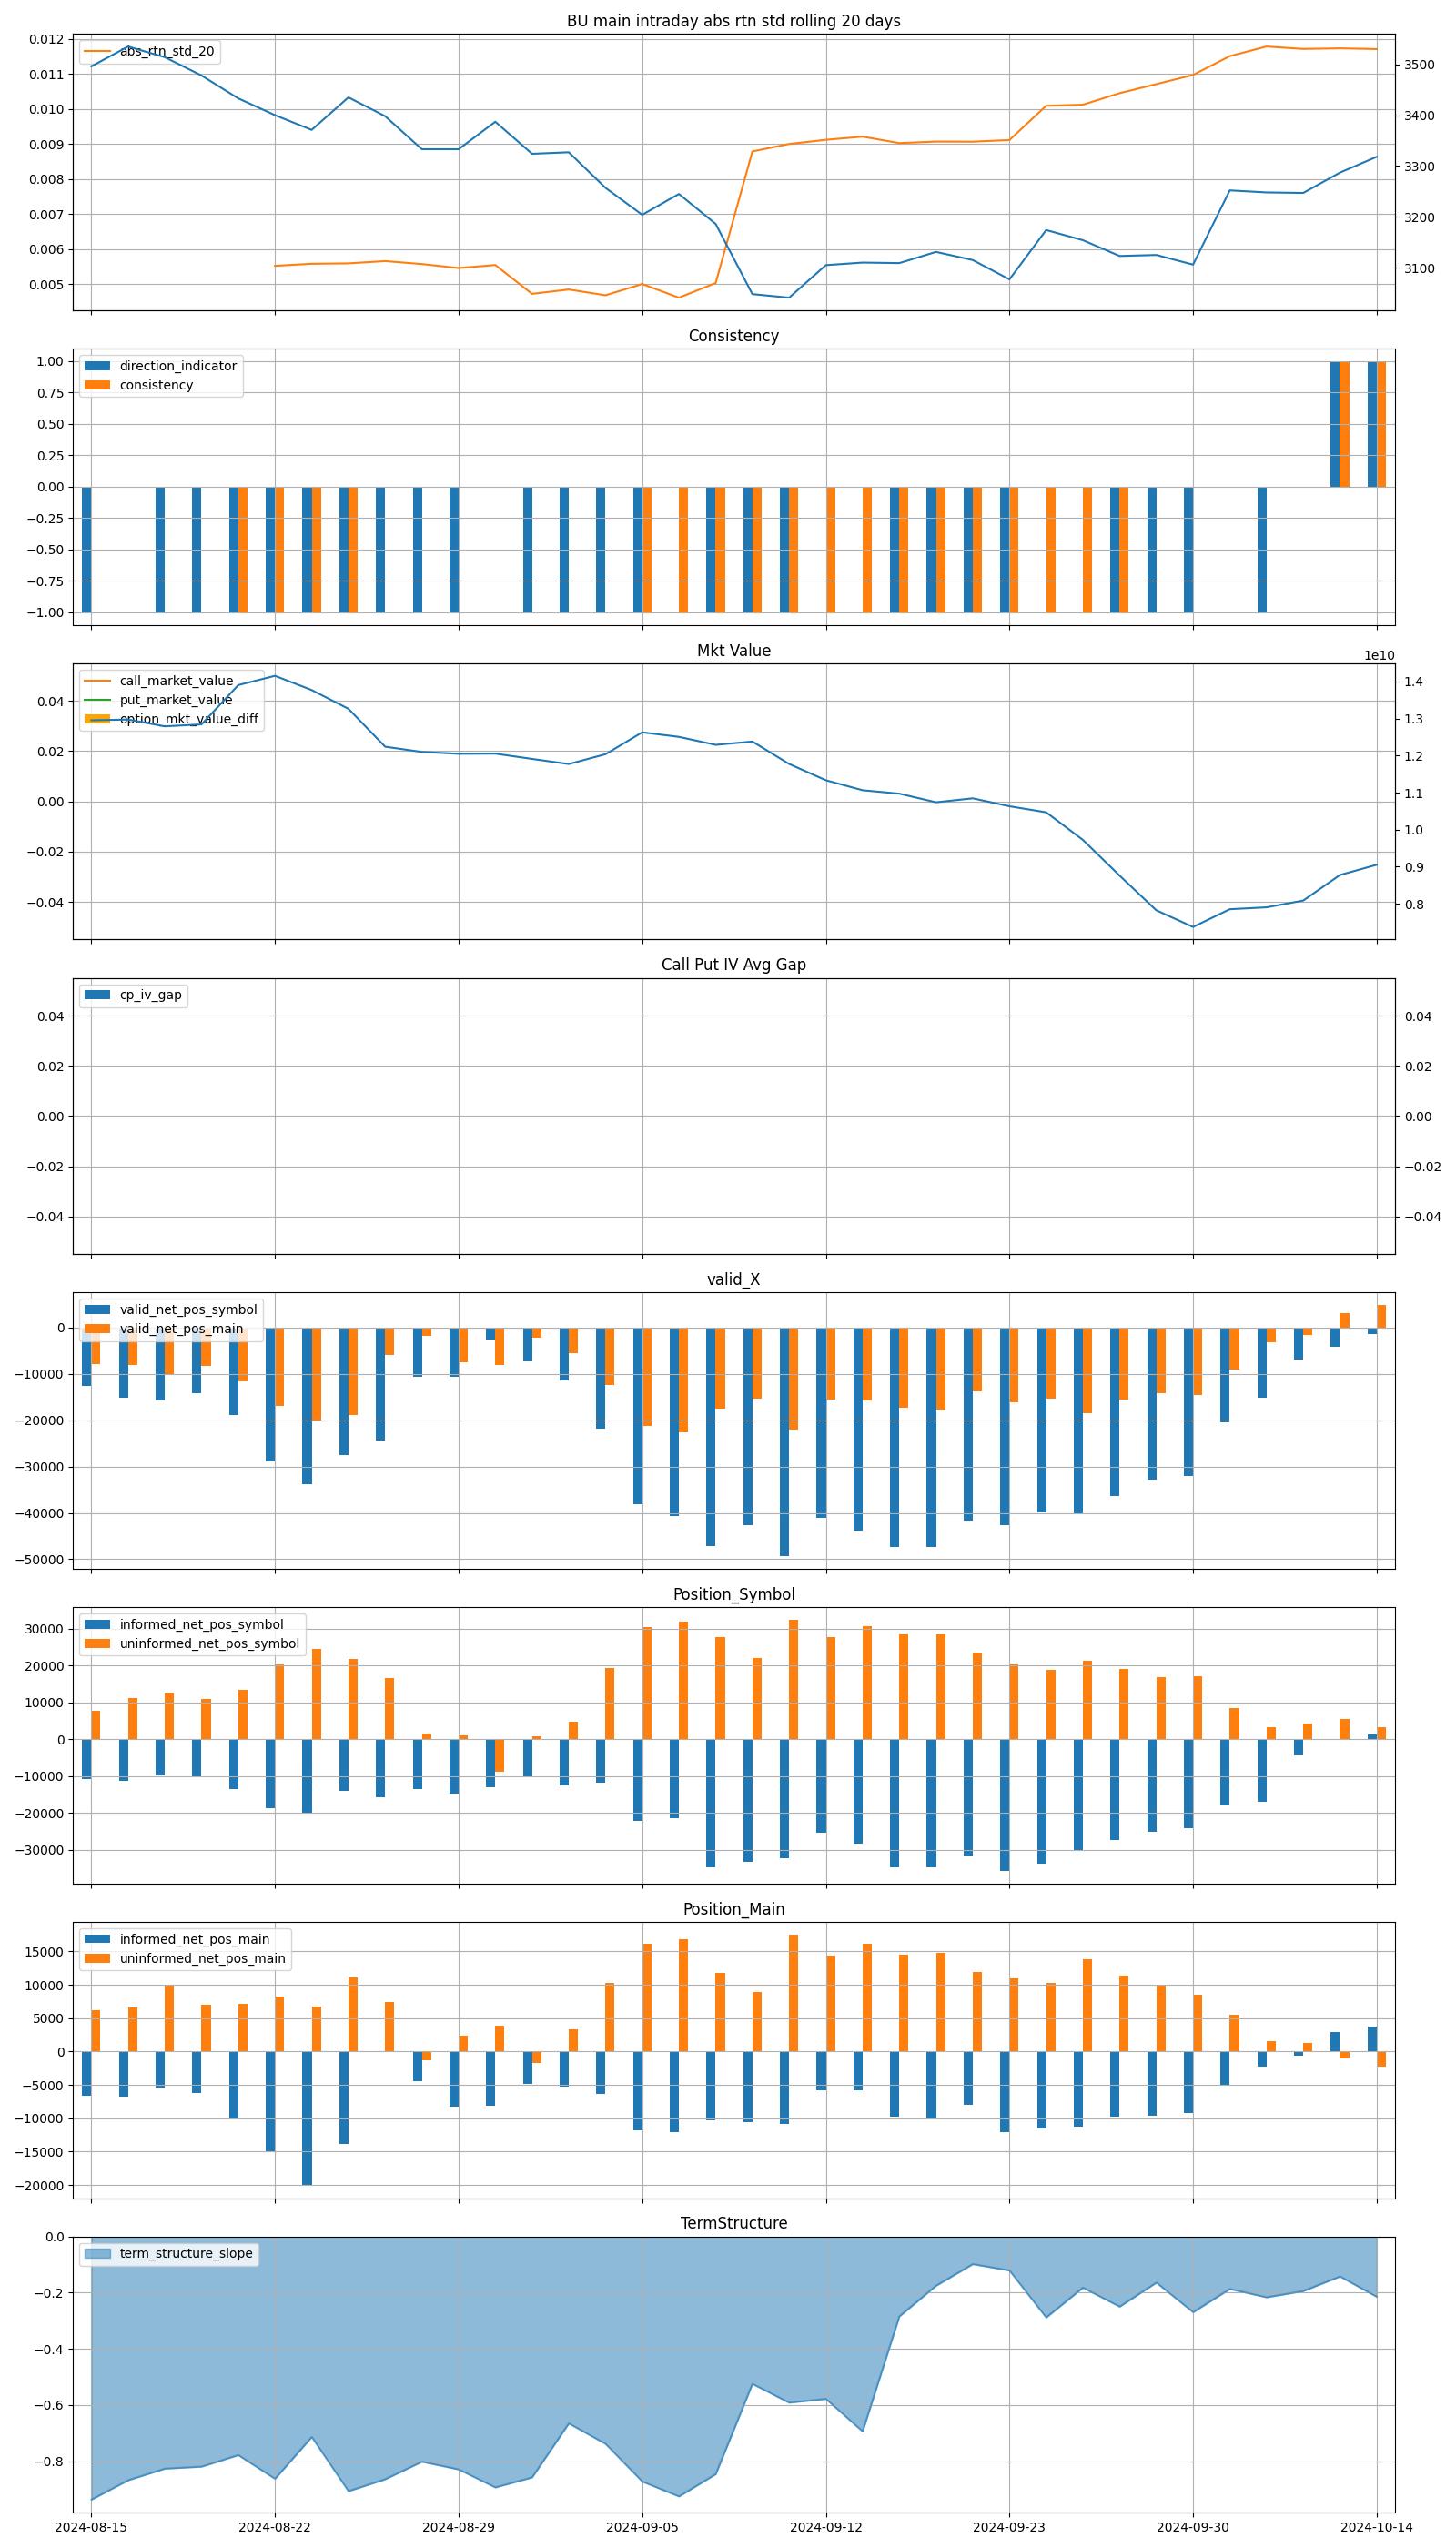 BU main intraday abs rtn std rolling 20 days
abs_rtn_std_20
0.012
0.011
0.010
0.009
0.008
0.007
0.006
0.005
3500
3400
3300
3200
3100
Consistency
direction_indicator
consistency
1.00
0.75
0.50
0.25
0.00
−0.25
−0.50
−0.75
−1.00
Mkt Value
1e10
call_market_value
put_market_value
option_mkt_value_diff
0.04
0.02
0.00
−0.02
−0.04
1.4
1.3
1.2
1.1
1.0
0.9
0.8
Call Put IV Avg Gap
cp_iv_gap
0.04
0.02
0.00
−0.02
−0.04
0.04
0.02
0.00
−0.02
−0.04
valid_X
valid_net_pos_symbol
valid_net_pos_main
0
−10000
−20000
−30000
−40000
−50000
Position_Symbol
informed_net_pos_symbol
uninformed_net_pos_symbol
30000
20000
10000
0
−10000
−20000
−30000
Position_Main
informed_net_pos_main
uninformed_net_pos_main
15000
10000
5000
0
−5000
−10000
−15000
−20000
TermStructure
term_structure_slope
0.0
−0.2
−0.4
−0.6
−0.8
2024-08-15 2024-08-22 2024-08-29 2024-09-05 2024-09-12 2024-09-23 2024-09-30 2024-10-14